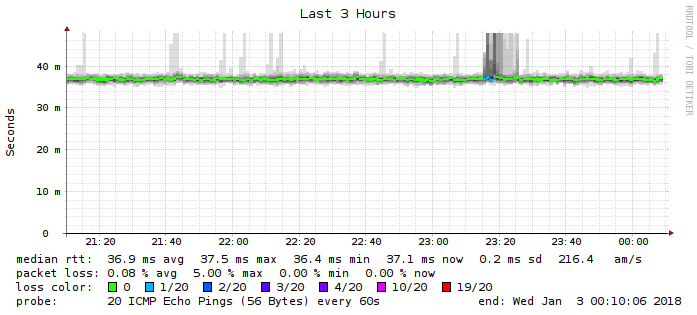 Last 3 Hours
RRDTOOL / TOBI OETIKER
Seconds
40 m
30 m
20 m
10 m
0
21:20 21:40 22:00 22:20 22:40 23:00 23:20 23:40 00:00
median rtt: 36.9 ms avg 37.5 ms max 36.4 ms min 37.1 ms now 0.2 ms sd 216.4 am/s
packet loss: 0.08 % avg 5.00 % max 0.00 % min 0.00 % now
loss color: 0 1/20 2/20 3/20 4/20 10/20 19/20
probe: 20 ICMP Echo Pings (56 Bytes) every 60s end: Wed Jan 3 00:10:06 2018